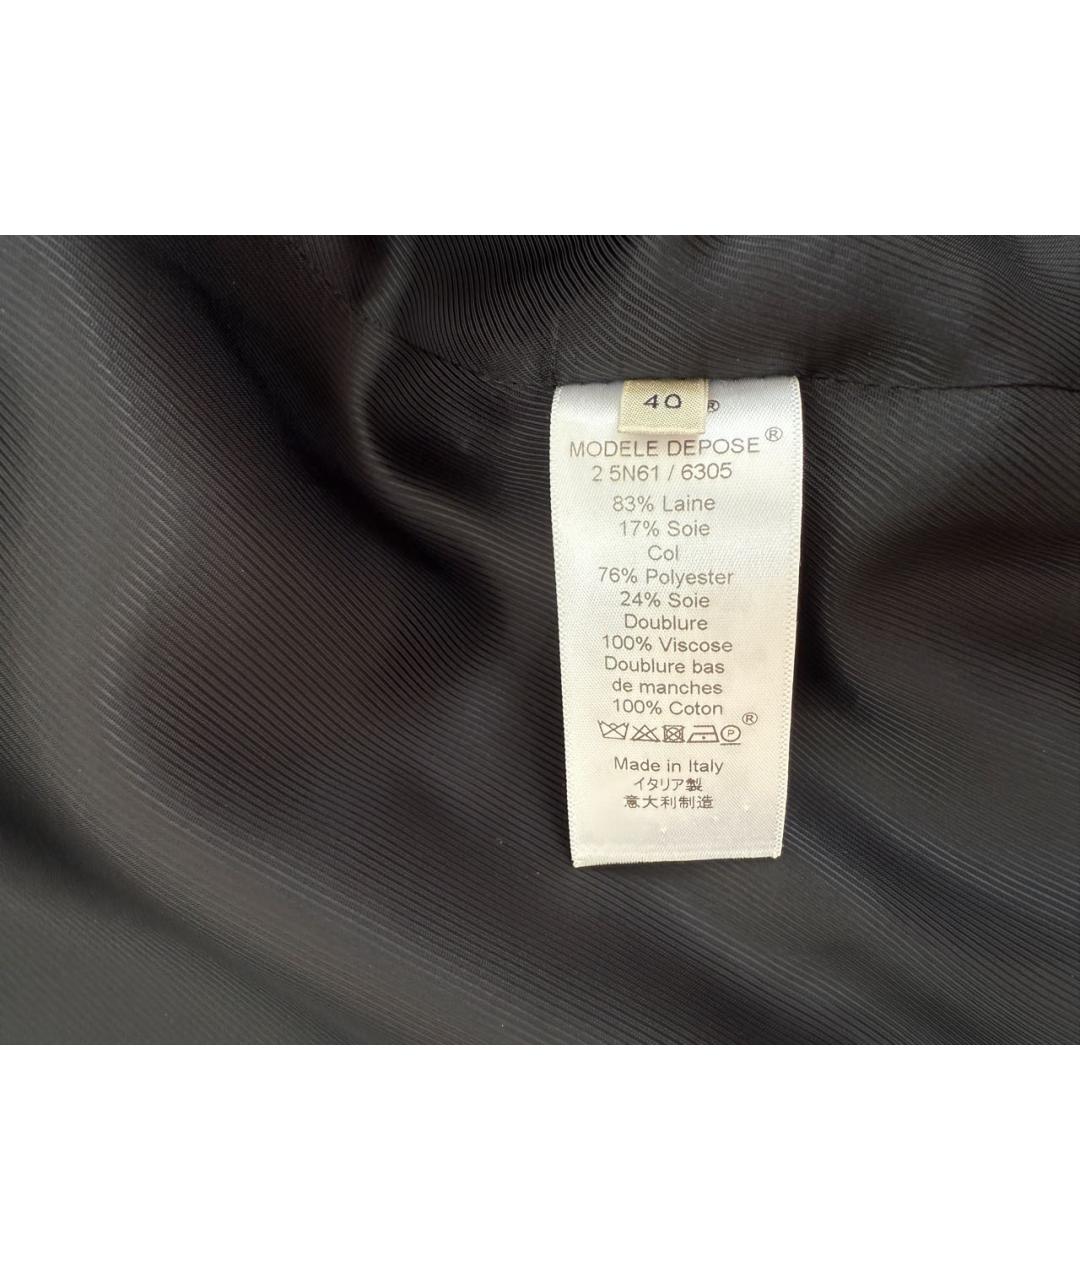 40 ®
MODELE DEPOSE ®
2 5N61 / 6305
83% Laine
17% Soie
Col
76% Polyester
24% Soie
Doublure
100% Viscose
Doublure bas
de manches
100% Coton
P ®
Made in Italy
イタリア製
意大利制造